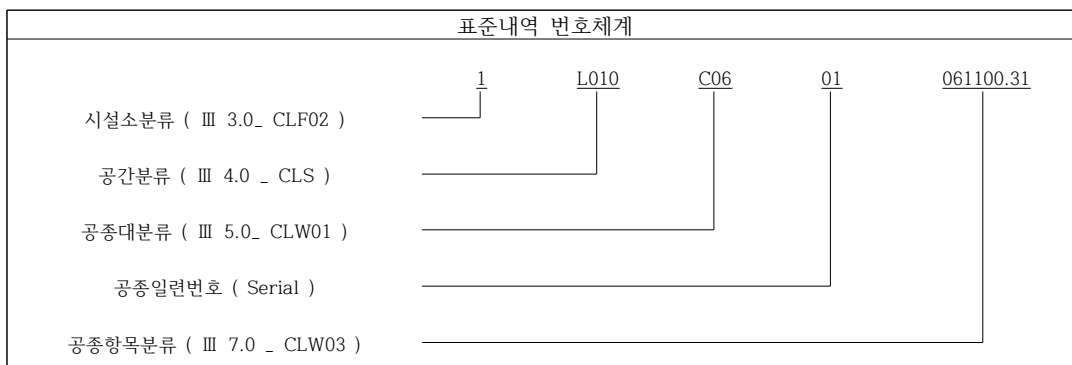 표준내역 번호체계
1 L010 C06 01 061100.31
시설소분류 ( Ⅲ 3.0_ CLF02 )
공간분류 ( Ⅲ 4.0 _ CLS )
공종대분류 ( Ⅲ 5.0_ CLW01 )
공종일련번호 ( Serial )
공종항목분류 ( Ⅲ 7.0 _ CLW03 )